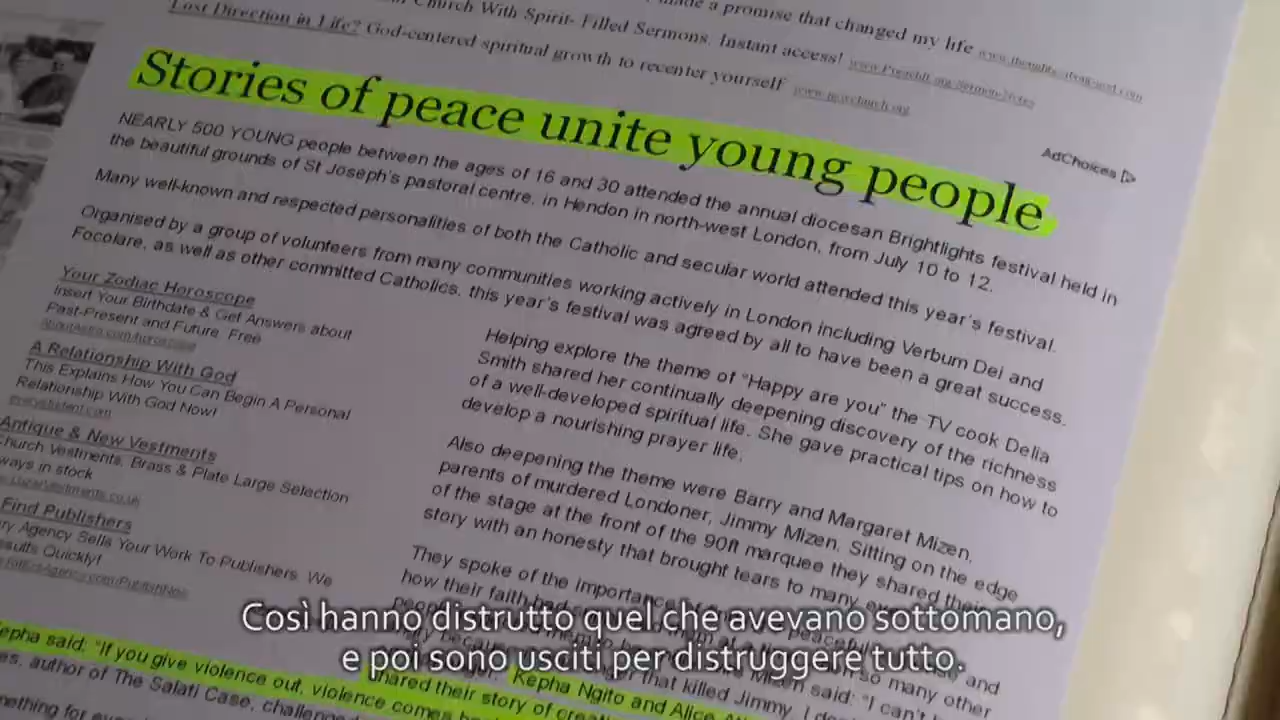 Church With Spirit- Filled Sermons. Instant access!
made a promise that changed my life
Lost Direction in Life? God-centered spiritual growth to recenter yourself
AdChoices
Stories of peace unite young people
NEARLY 500 YOUNG people between the ages of 16 and 30 attended the annual diocesan Brightlights festival held in
the beautiful grounds of St Joseph's pastoral centre, in Hendon in north-west London, from July 10 to 12.
Many well-known and respected personalities of both the Catholic and secular world attended this year's festival.
Organised by a group of volunteers from many communities working actively in London including Verbum Dei and
Focolare, as well as other committed Catholics, this year's festival was agreed by all to have been a great success.
Your Zodiac Horoscope
Insert Your Birthdate & Get Answers about
Past-Present and Future. Free
A Relationship With God
This Explains How You Can Begin A Personal
Relationship With God Now!
everystudent.com
Antique & New Vestments
Church Vestments, Brass & Plate Large Selection
ways in stock
Find Publishers
Agency Sells Your Work To Publishers. We
Quickly!
Helping explore the theme of "Happy are you" the TV cook Delia
Smith shared her continually deepening discovery of the richness
of a well-developed spiritual life. She gave practical tips on how to
develop a nourishing prayer life.
Also deepening the theme were Barry and Margaret Mizen,
parents of murdered Londoner, Jimmy Mizen. Sitting on the edge
of the stage at the front of the 90ft marquee they shared their
story with an honesty that brought tears to many
They spoke of the importance of
how their faith had
Mizen said: "I can't
that killed Jimmy, I
Kepha said: "If you give violence out, violence comes
shared their story of
Kepha Ngito and Alice
author of The Salati Case,
so many other
Così hanno distrutto quel che avevano sottomano,
e poi sono usciti per distruggere tutto.